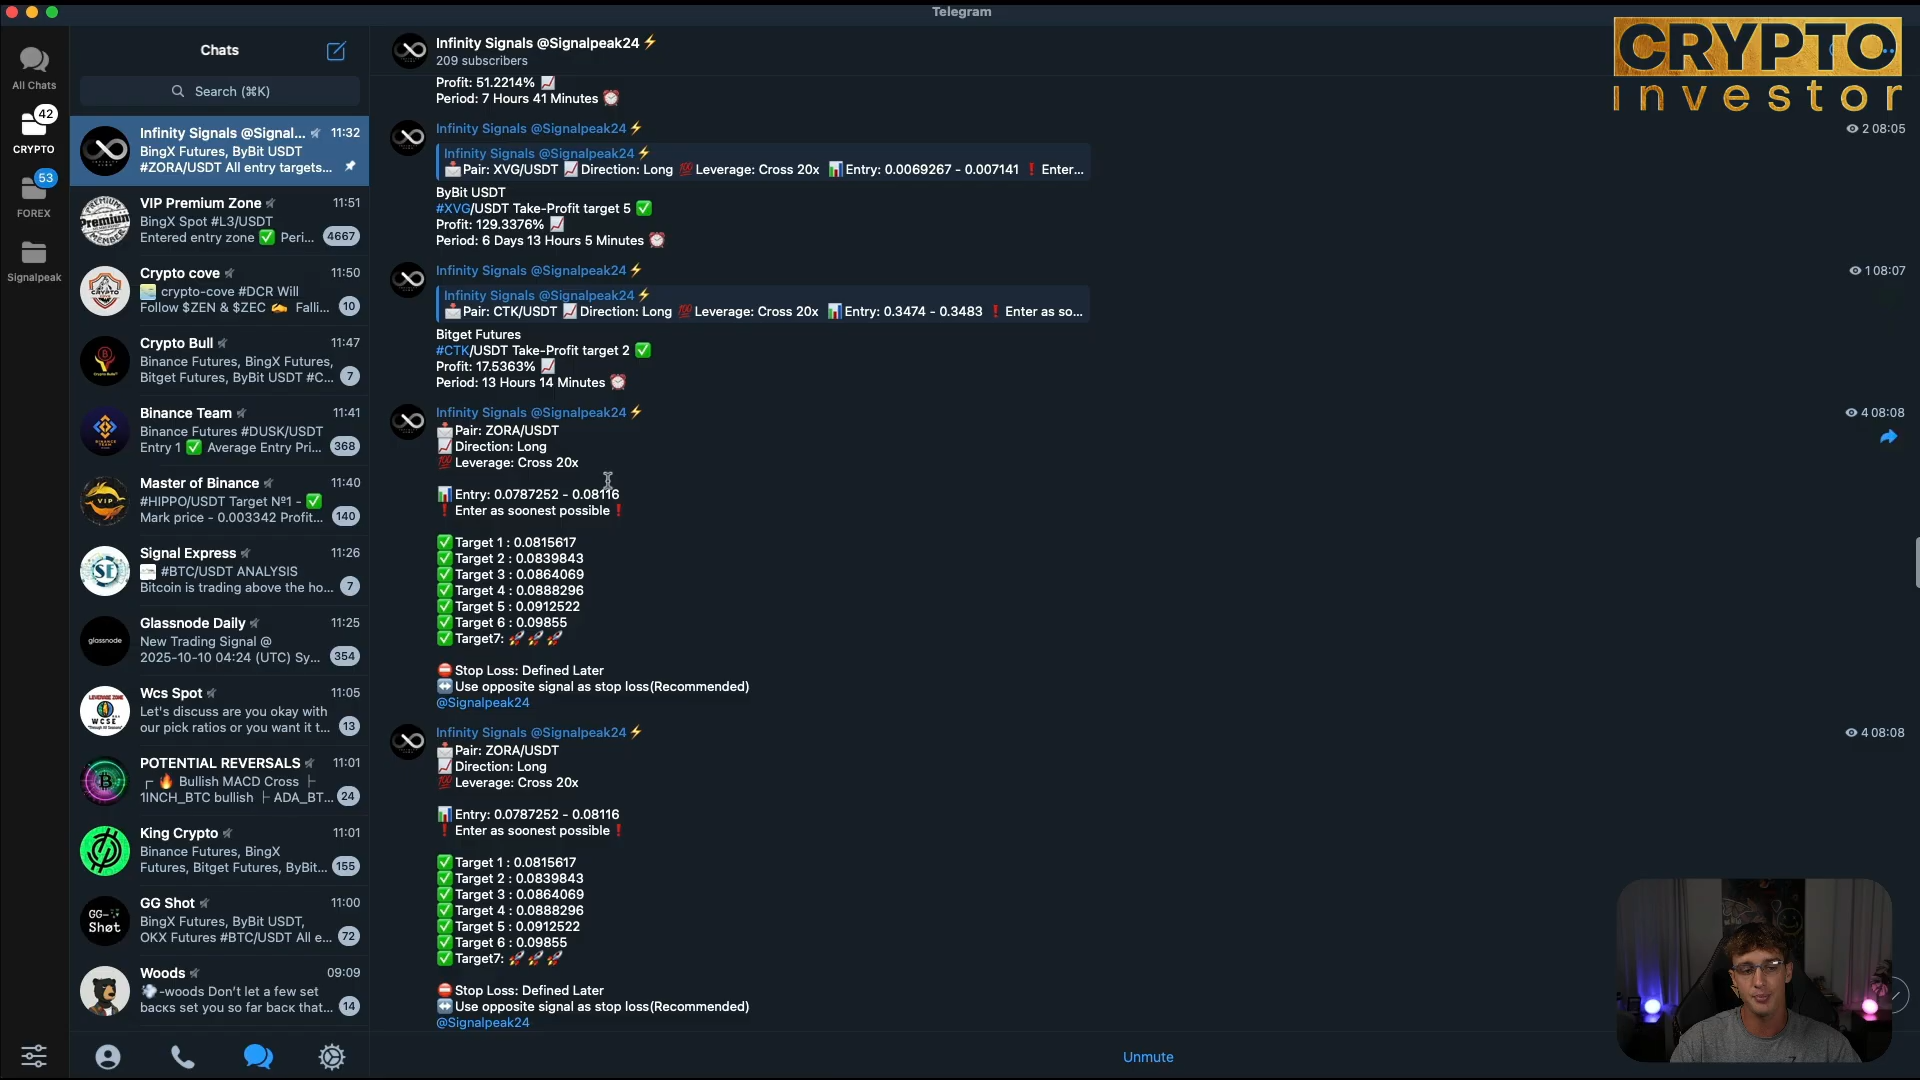 Telegram
CRYPTO
investor
All Chats
42
CRYPTO
53
FOREX
Signalpeak
Chats
Search (⌘K)
Infinity Signals @Signal... 11:32
BingX Futures, ByBit USDT
#ZORA/USDT All entry targets...
VIP Premium Zone 11:51
BingX Spot #L3/USDT
Entered entry zone ✅ Peri... 4667
Crypto cove 11:50
crypto-cove #DCR Will
Follow $ZEN & $ZEC ✍ Falli... 10
Crypto Bull 11:47
Binance Futures, BingX Futures,
Bitget Futures, ByBit USDT #C... 7
Binance Team 11:41
Binance Futures #DUSK/USDT
Entry 1 ✅ Average Entry Pri... 368
Master of Binance 11:40
#HIPPO/USDT Target Nº1 - ✅
Mark price - 0.003342 Profit... 140
Signal Express 11:26
#BTC/USDT ANALYSIS
Bitcoin is trading above the ho... 7
glassnode
Glassnode Daily 11:25
New Trading Signal @
2025-10-10 04:24 (UTC) Sy... 354
Wcs Spot 11:05
Let's discuss are you okay with
our pick ratios or you want it t... 13
POTENTIAL REVERSALS 11:01
┌ 🔥 Bullish MACD Cross ├
1INCH_BTC bullish ├ ADA_BT... 24
King Crypto 11:01
Binance Futures, BingX
Futures, Bitget Futures, ByBit... 155
GG-
Shøt
GG Shot 11:00
BingX Futures, ByBit USDT,
OKX Futures #BTC/USDT All e... 72
Woods 09:09
-woods Don't let a few set
backs set you so far back that... 14
Infinity Signals @Signalpeak24⚡
209 subscribers
Profit: 51.2214% 📈
Period: 7 Hours 41 Minutes ⏰
Infinity Signals @Signalpeak24⚡ 2 08:05
Infinity Signals @Signalpeak24⚡
📩Pair: XVG/USDT 📈Direction: Long 💯Leverage: Cross 20x 📊Entry: 0.0069267 - 0.007141 ❗Enter...
ByBit USDT
#XVG/USDT Take-Profit target 5 ✅
Profit: 129.3376% 📈
Period: 6 Days 13 Hours 5 Minutes ⏰
Infinity Signals @Signalpeak24⚡ 1 08:07
Infinity Signals @Signalpeak24⚡
📩Pair: CTK/USDT 📈Direction: Long 💯Leverage: Cross 20x 📊Entry: 0.3474 - 0.3483 ❗Enter as so...
Bitget Futures
#CTK/USDT Take-Profit target 2 ✅
Profit: 17.5363% 📈
Period: 13 Hours 14 Minutes ⏰
Infinity Signals @Signalpeak24⚡ 4 08:08
📩Pair: ZORA/USDT
📈Direction: Long
💯Leverage: Cross 20x
📊Entry: 0.0787252 - 0.08116
❗Enter as soonest possible❗
✅Target 1 : 0.0815617
✅Target 2 : 0.0839843
✅Target 3 : 0.0864069
✅Target 4 : 0.0888296
✅Target 5 : 0.0912522
✅Target 6 : 0.09855
✅Target7: 🚀🚀🚀
⛔Stop Loss: Defined Later
↔Use opposite signal as stop loss(Recommended)
@Signalpeak24
Infinity Signals @Signalpeak24⚡ 4 08:08
📩Pair: ZORA/USDT
📈Direction: Long
💯Leverage: Cross 20x
📊Entry: 0.0787252 - 0.08116
❗Enter as soonest possible❗
✅Target 1 : 0.0815617
✅Target 2 : 0.0839843
✅Target 3 : 0.0864069
✅Target 4 : 0.0888296
✅Target 5 : 0.0912522
✅Target 6 : 0.09855
✅Target7: 🚀🚀🚀
⛔Stop Loss: Defined Later
↔Use opposite signal as stop loss(Recommended)
@Signalpeak24
Unmute